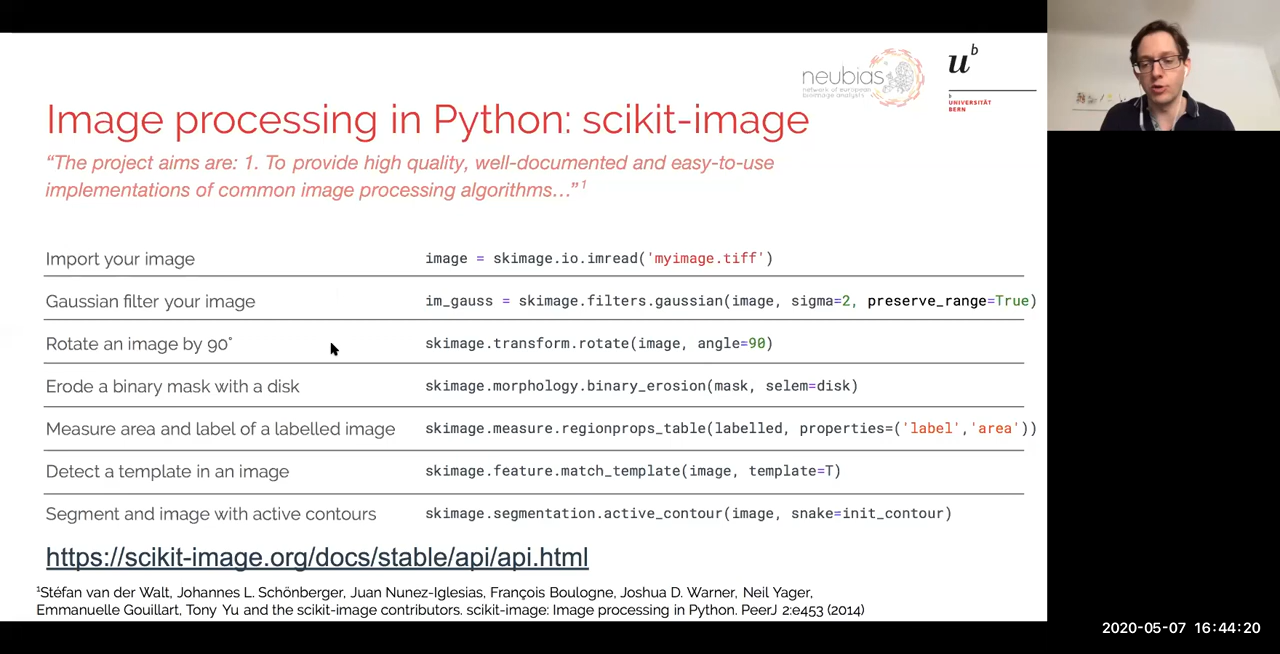 neubias
network of european
bioimage analysts
u^b
b
UNIVERSITÄT
BERN
Image processing in Python: scikit-image
“The project aims are: 1. To provide high quality, well-documented and easy-to-use
implementations of common image processing algorithms…” 1
Import your image image = skimage.io.imread('myimage.tiff')
Gaussian filter your image im_gauss = skimage.filters.gaussian(image, sigma=2, preserve_range=True)
Rotate an image by 90° skimage.transform.rotate(image, angle=90)
Erode a binary mask with a disk skimage.morphology.binary_erosion(mask, selem=disk)
Measure area and label of a labelled image skimage.measure.regionprops_table(labelled, properties=('label','area'))
Detect a template in an image skimage.feature.match_template(image, template=T)
Segment and image with active contours skimage.segmentation.active_contour(image, snake=init_contour)
https://scikit-image.org/docs/stable/api/api.html
1Stéfan van der Walt, Johannes L. Schönberger, Juan Nunez-Iglesias, François Boulogne, Joshua D. Warner, Neil Yager,
Emmanuelle Gouillart, Tony Yu and the scikit-image contributors. scikit-image: Image processing in Python. PeerJ 2:e453 (2014)
2020-05-07 16:44:20